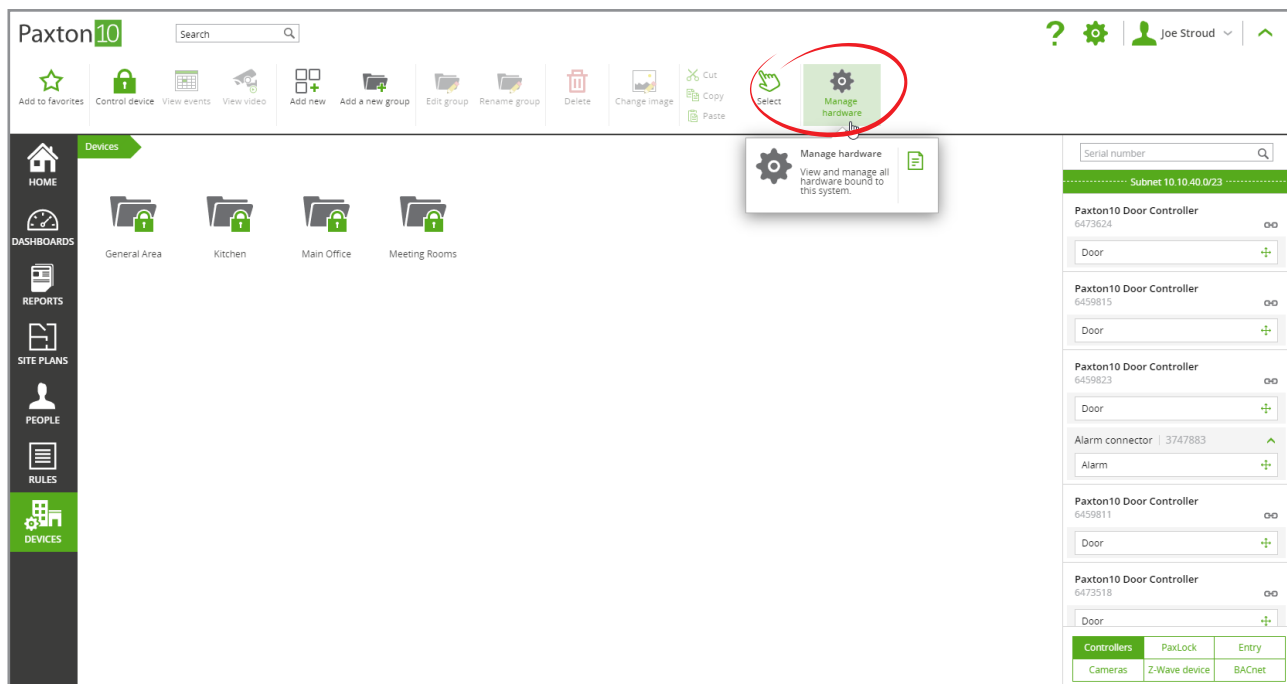 Paxton 10
Search
?
Joe Stroud
Add to favorites
Control device
View events
View video
Add new
Add a new group
Edit group
Rename group
Delete
Change image
Cut
Copy
Paste
Select
Manage
hardware
Manage hardware
View and manage all
hardware bound to
this system.
HOME
DASHBOARDS
REPORTS
SITE PLANS
PEOPLE
RULES
DEVICES
Devices
General Area
Kitchen
Main Office
Meeting Rooms
Serial number
Subnet 10.10.40.0/23
Paxton10 Door Controller
6473624
Door
Paxton10 Door Controller
6459815
Door
Paxton10 Door Controller
6459823
Door
Alarm connector | 3747883
Alarm
Paxton10 Door Controller
6459811
Door
Paxton10 Door Controller
6473518
Door
Controllers PaxLock Entry
Cameras Z-Wave device BACnet